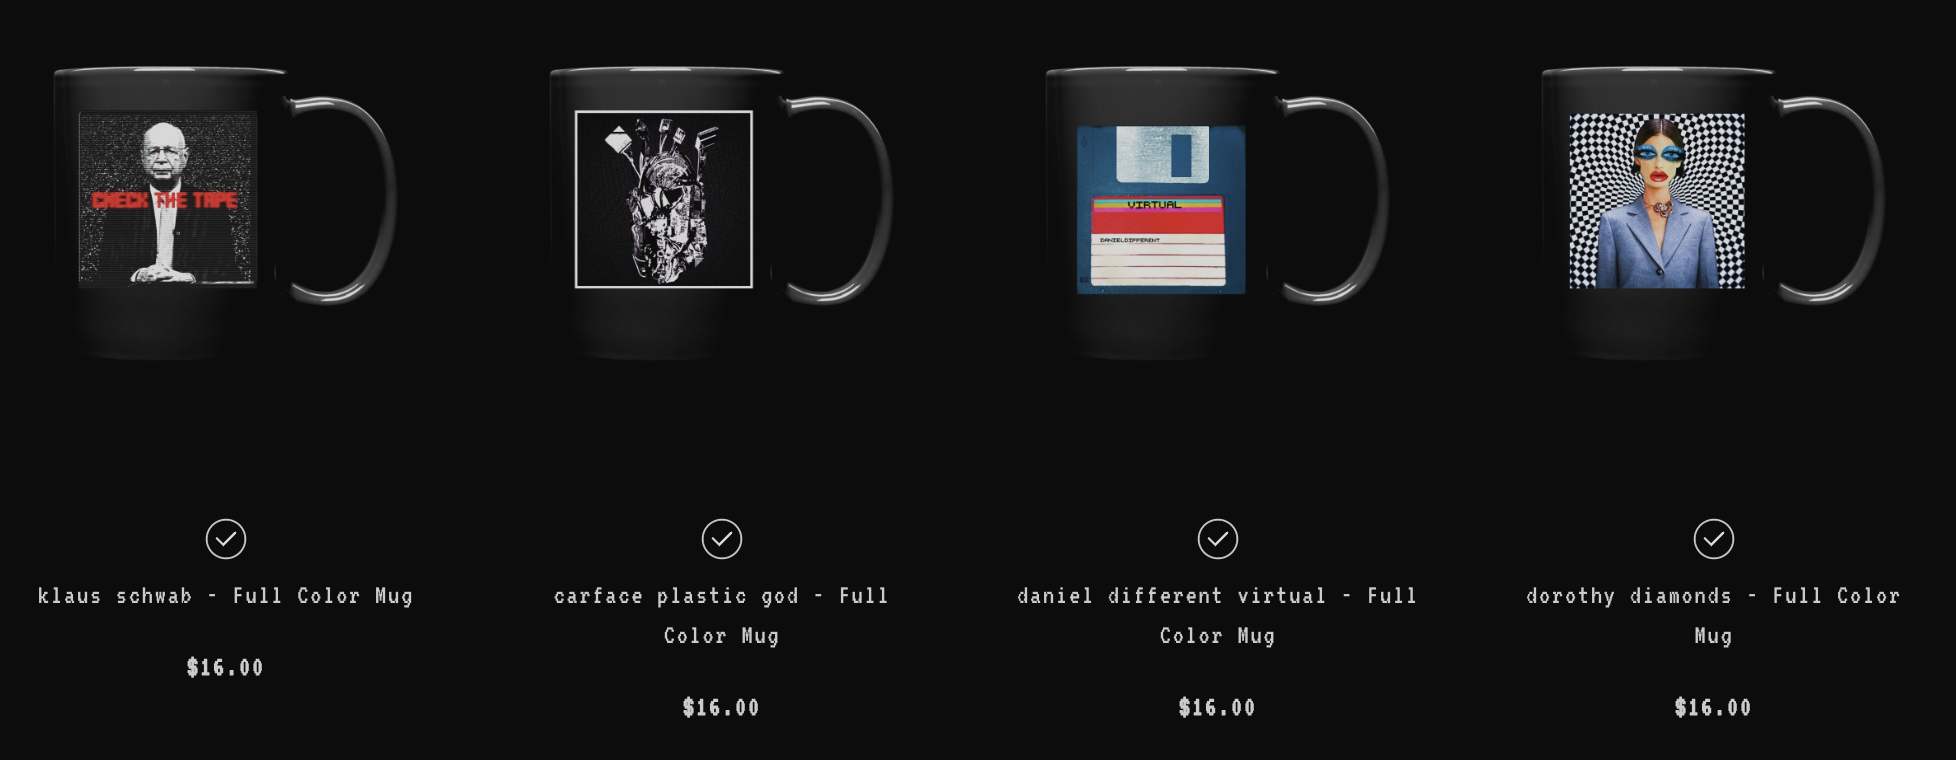 CHECK THE TAPE
VIRTUAL
DANIELDIFFERENT
klaus schwab - Full Color Mug
$16.00
carface plastic god - Full
Color Mug
$16.00
daniel different virtual - Full
Color Mug
$16.00
dorothy diamonds - Full Color
Mug
$16.00